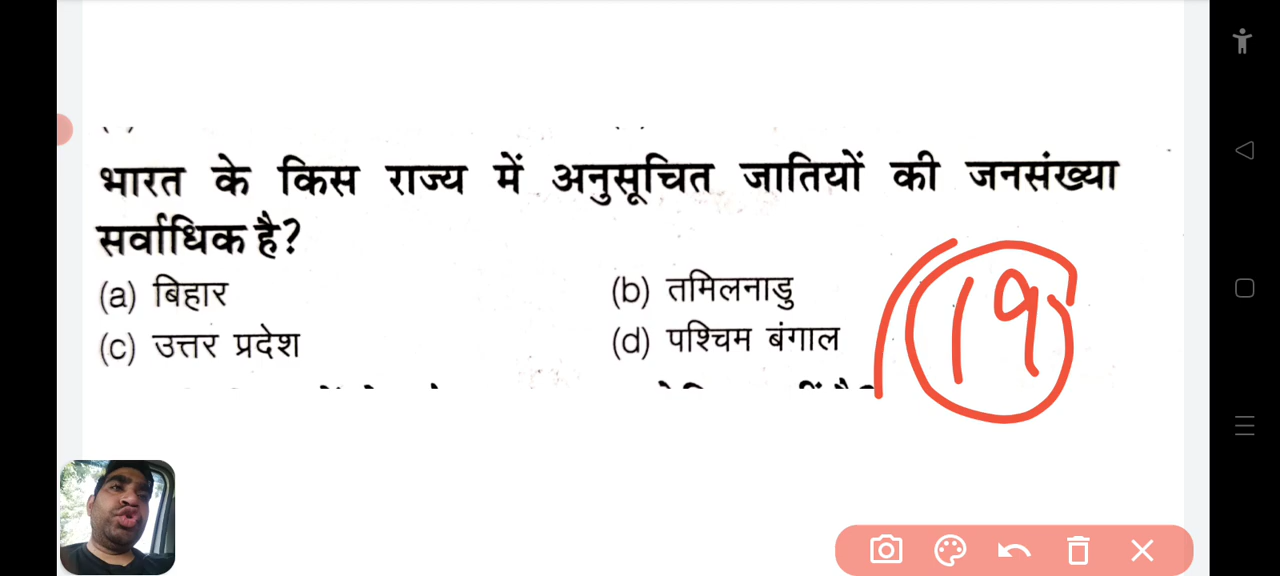 भारत के किस राज्य में अनुसूचित जातियों की जनसंख्या
सर्वाधिक है?
(a) बिहार
(b) तमिलनाडु
(c) उत्तर प्रदेश
(d) पश्चिम बंगाल
19